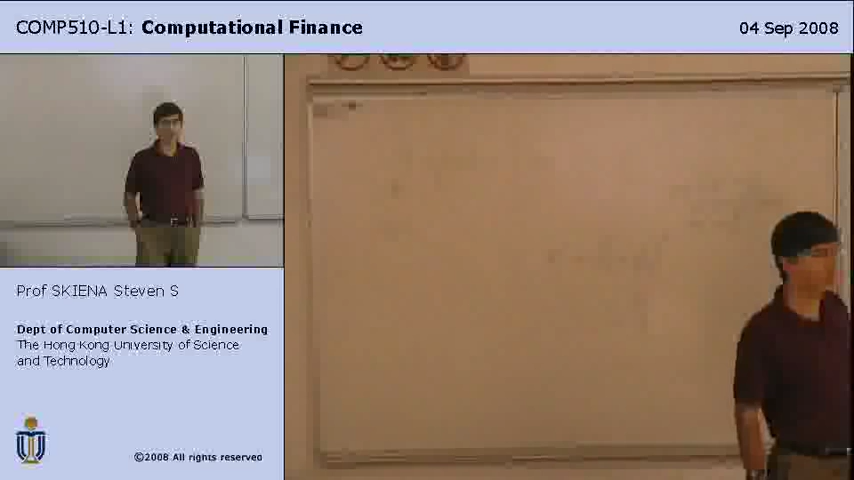 COMP510-L1: Computational Finance
04 Sep 2008
Prof SKIENA Steven S
Dept of Computer Science & Engineering
The Hong Kong University of Science
and Technology
©2008 All rights reserved